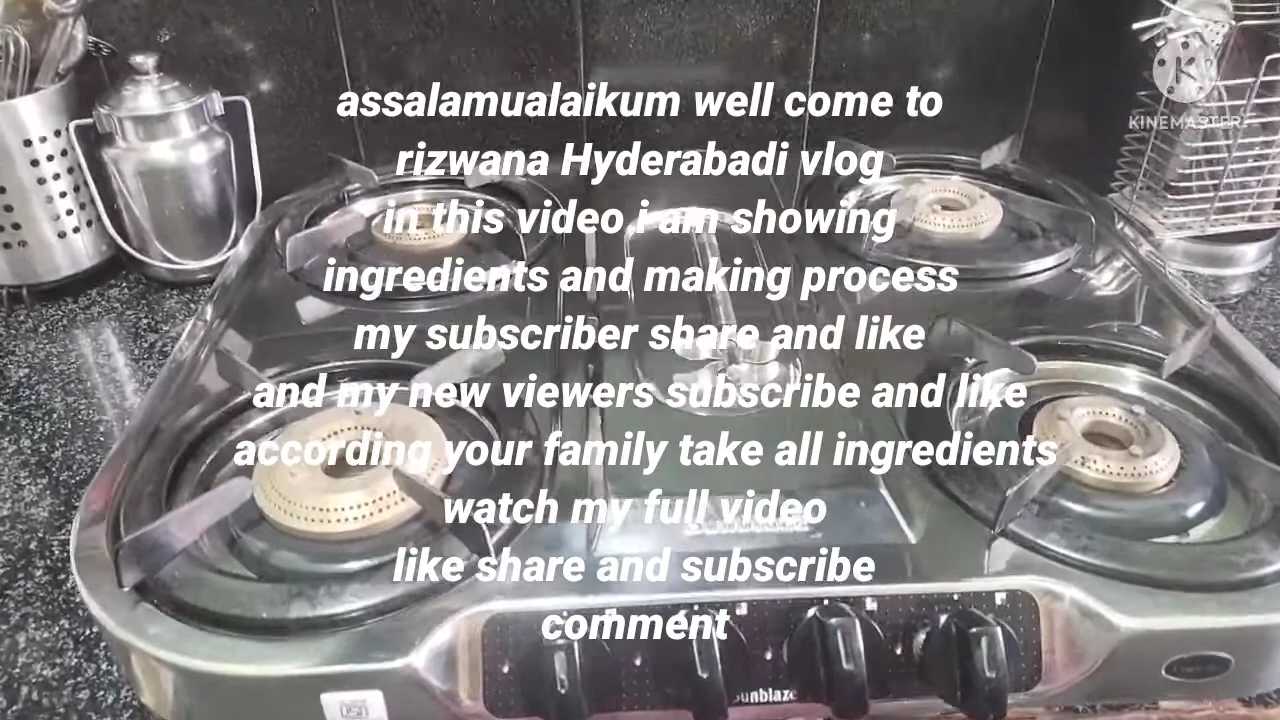 assalamualaikum well come to
rizwana Hyderabadi vlog
in this video i am showing
ingredients and making process
my subscriber share and like
and my new viewers subscribe and like
according your family take all ingredients
watch my full video
like share and subscribe
comment
K
KINEMASTER
Sunblaze
ISI